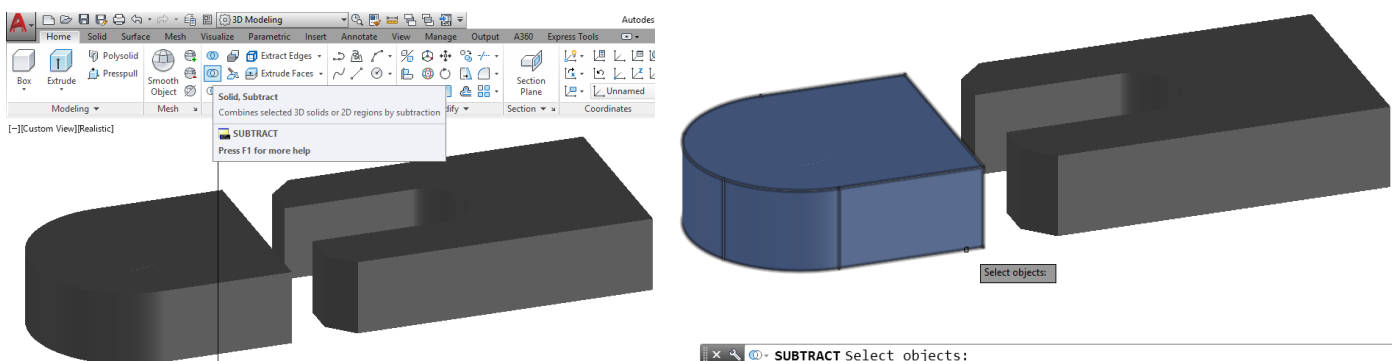 A
3D Modeling
Autodes
Home Solid Surface Mesh Visualize Parametric Insert Annotate View Manage Output A360 Express Tools
Polysolid
Presspull
Extract Edges
Extrude Faces
Box
Extrude
Smooth
Object
Section
Plane
Unnamed
Modeling
Mesh
Section
Coordinates
Solid, Subtract
Combines selected 3D solids or 2D regions by subtraction
SUBTRACT
Press F1 for more help
[−][Custom View][Realistic]
Select objects:
SUBTRACT Select objects: